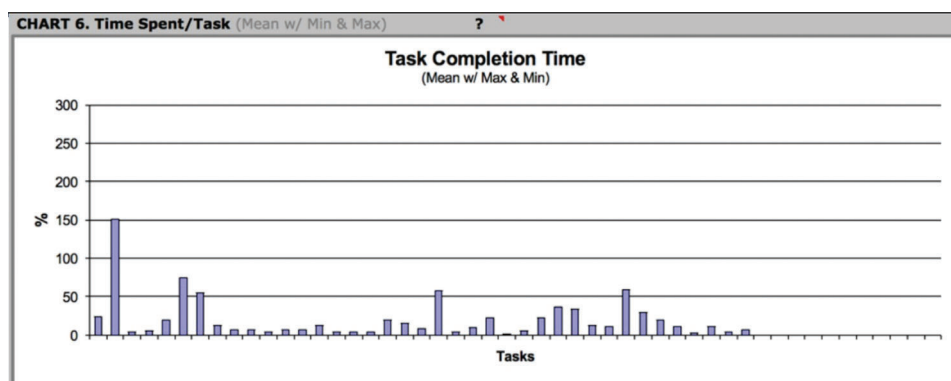 CHART 6. Time Spent/Task (Mean w/ Min & Max) ?
Task Completion Time
(Mean w/ Max & Min)
300
250
200
150
100
50
0
%
Tasks